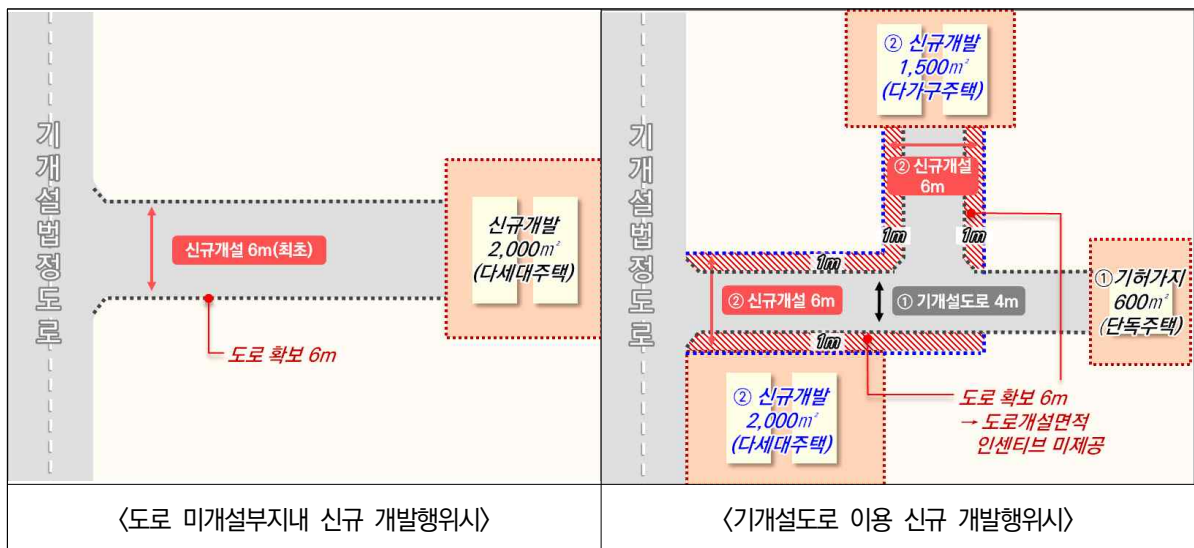 기개설법정도로
신규개설 6m(최초)
도로 확보 6m
신규개발
2,000㎡
(다세대주택)
<도로 미개설부지내 신규 개발행위시>
기개설법정도로
② 신규개발
1,500㎡
(다가구주택)
② 신규개설
6m
1m
1m
1m
② 신규개설 6m
① 기개설도로 4m
1m
① 기허가지
600㎡
(단독주택)
② 신규개발
2,000㎡
(다세대주택)
도로 확보 6m
→ 도로개설면적
인센티브 미제공
<기개설도로 이용 신규 개발행위시>